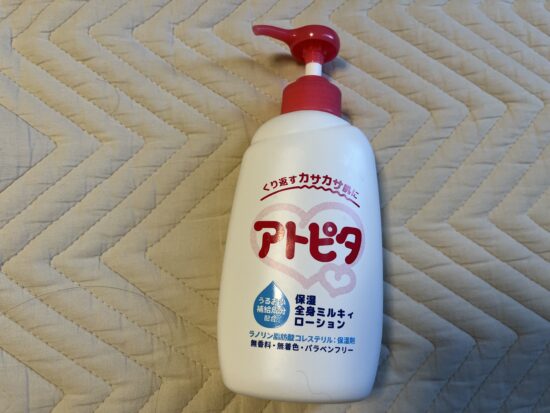 くり返すカサカサ肌に
アトピタ
うるおい
補給成分
配合
保湿
全身ミルキィ
ローション
ラノリン脂肪酸コレステリル：保湿剤
無香料・無着色・パラベンフリー